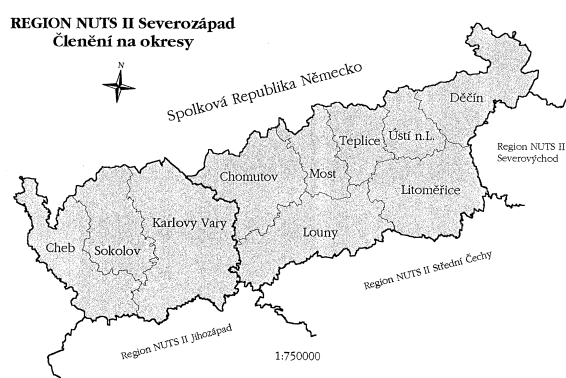 REGION NUTS II Severozápad
Členění na okresy
N
Spolková Republika Německo
Děčín
Ústí n.L.
Teplice
Region NUTS II
Severovýchod
Chomutov
Most
Litoměřice
Karlovy Vary
Louny
Cheb
Sokolov
Region NUTS II Střední Čechy
Region NUTS II Jihozápad
1:750000